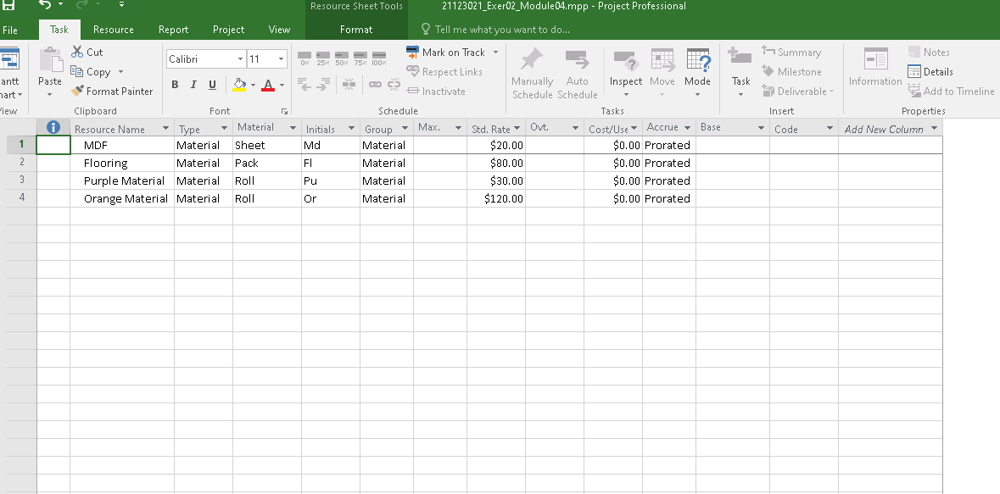 Resource Sheet Tools
21123021_Exer02_Module04.mpp - Project Professional
File Task Resource Report Project View Format Tell me what you want to do...
antt
hart
View
Paste
Cut
Copy
Format Painter
Clipboard
Calibri 11
B I U A
Font
0% 25% 50% 75% 100%
Mark on Track
Respect Links
Inactivate
Schedule
Manually Schedule
Auto Schedule
Inspect Move Mode
Tasks
Task
Summary
Milestone
Deliverable
Insert
Information
Notes
Details
Add to Timeline
Properties
Resource Name Type Material Initials Group Max. Std. Rate Ovt. Cost/Use Accrue Base Code Add New Column
1 MDF Material Sheet Md Material $20.00 $0.00 Prorated
2 Flooring Material Pack Fl Material $80.00 $0.00 Prorated
3 Purple Material Material Roll Pu Material $30.00 $0.00 Prorated
4 Orange Material Material Roll Or Material $120.00 $0.00 Prorated